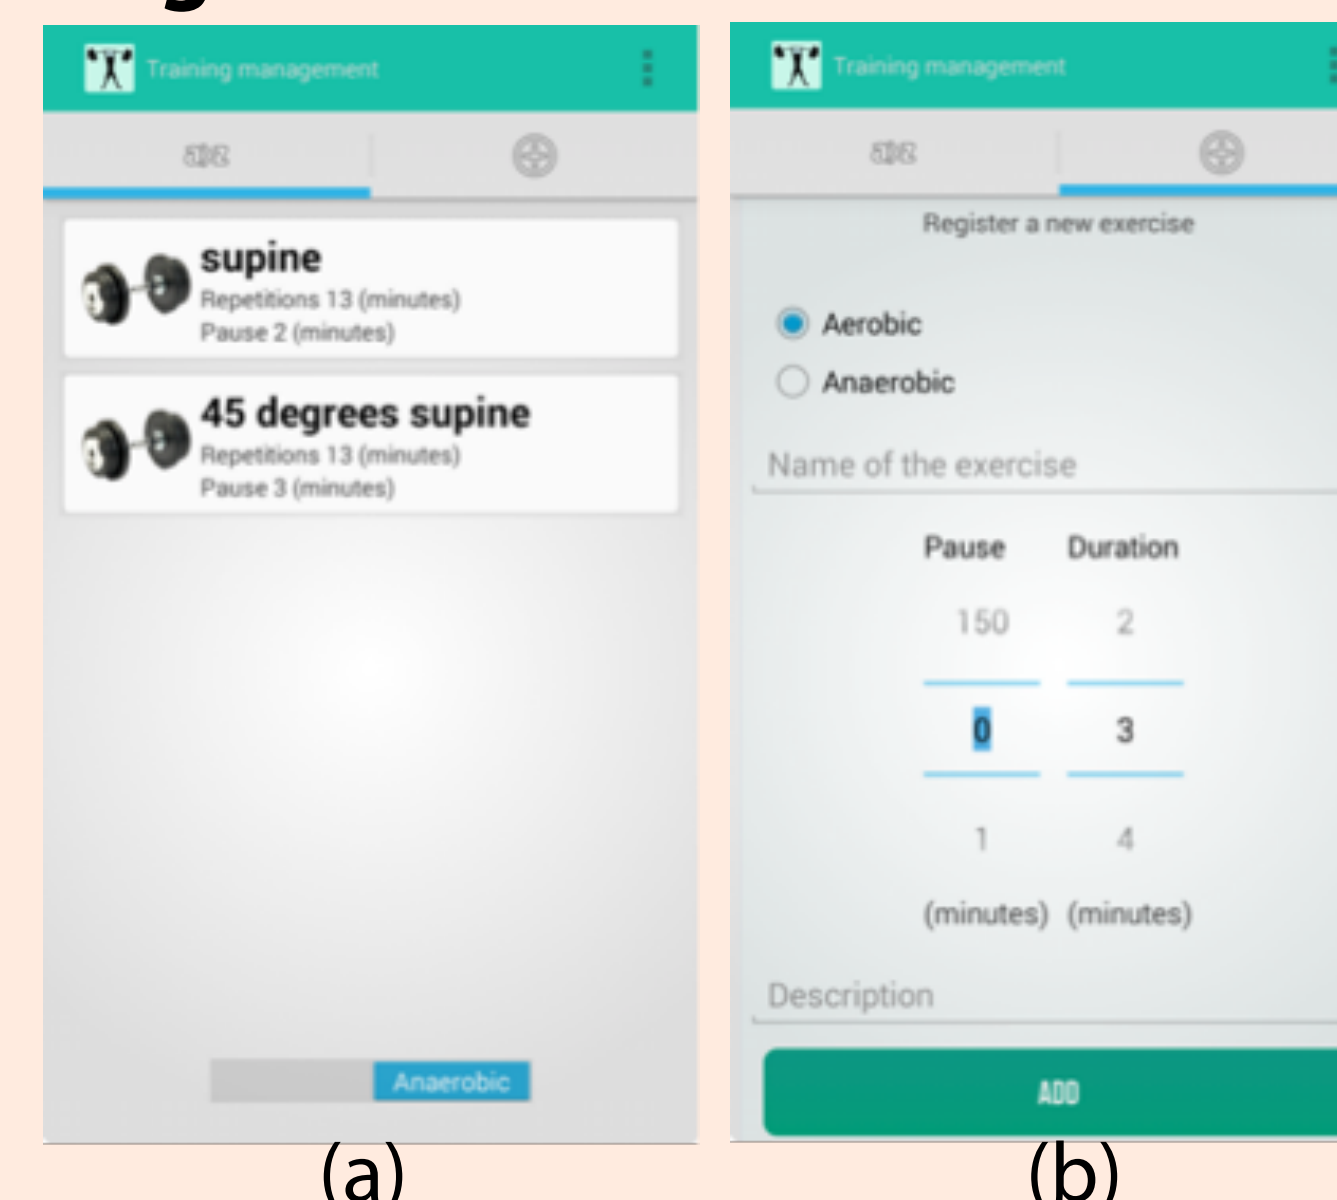 Training management
supine
Repetitions 13 (minutes)
Pause 2 (minutes)
45 degrees supine
Repetitions 13 (minutes)
Pause 3 (minutes)
Anaerobic
(a)
Training management
Register a new exercise
Aerobic
Anaerobic
Name of the exercise
Pause Duration
150 2
0 3
1 4
(minutes) (minutes)
Description
ADD
(b)